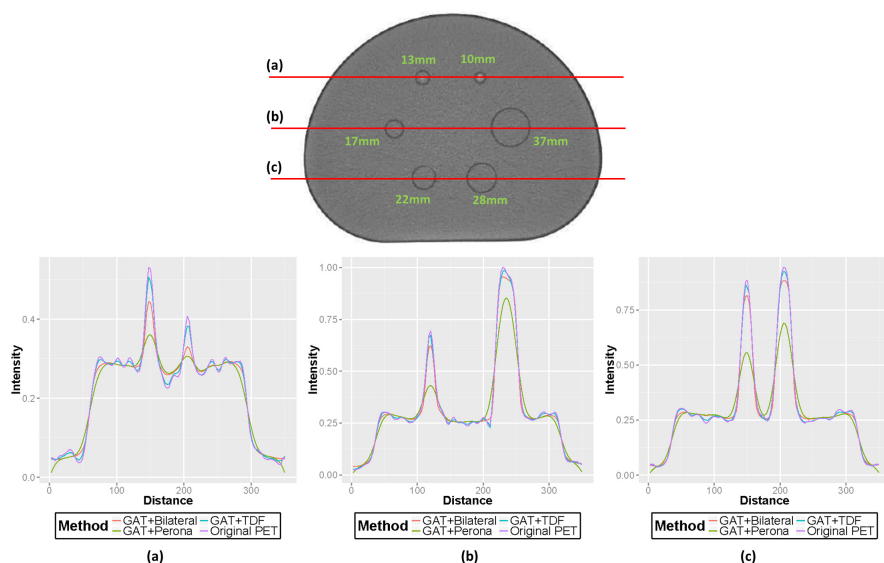 13mm 10mm
(a)
(b)
17mm 37mm
(c)
22mm 28mm
Intensity
0.4
0.2
0.0
0 100 200 300
Distance
Method GAT+Bilateral GAT+TDF
GAT+Perona Original PET
(a)
Intensity
1.00
0.75
0.50
0.25
0.00
0 100 200 300
Distance
Method GAT+Bilateral GAT+TDF
GAT+Perona Original PET
(b)
Intensity
0.75
0.50
0.25
0.00
0 100 200 300
Distance
Method GAT+Bilateral GAT+TDF
GAT+Perona Original PET
(c)